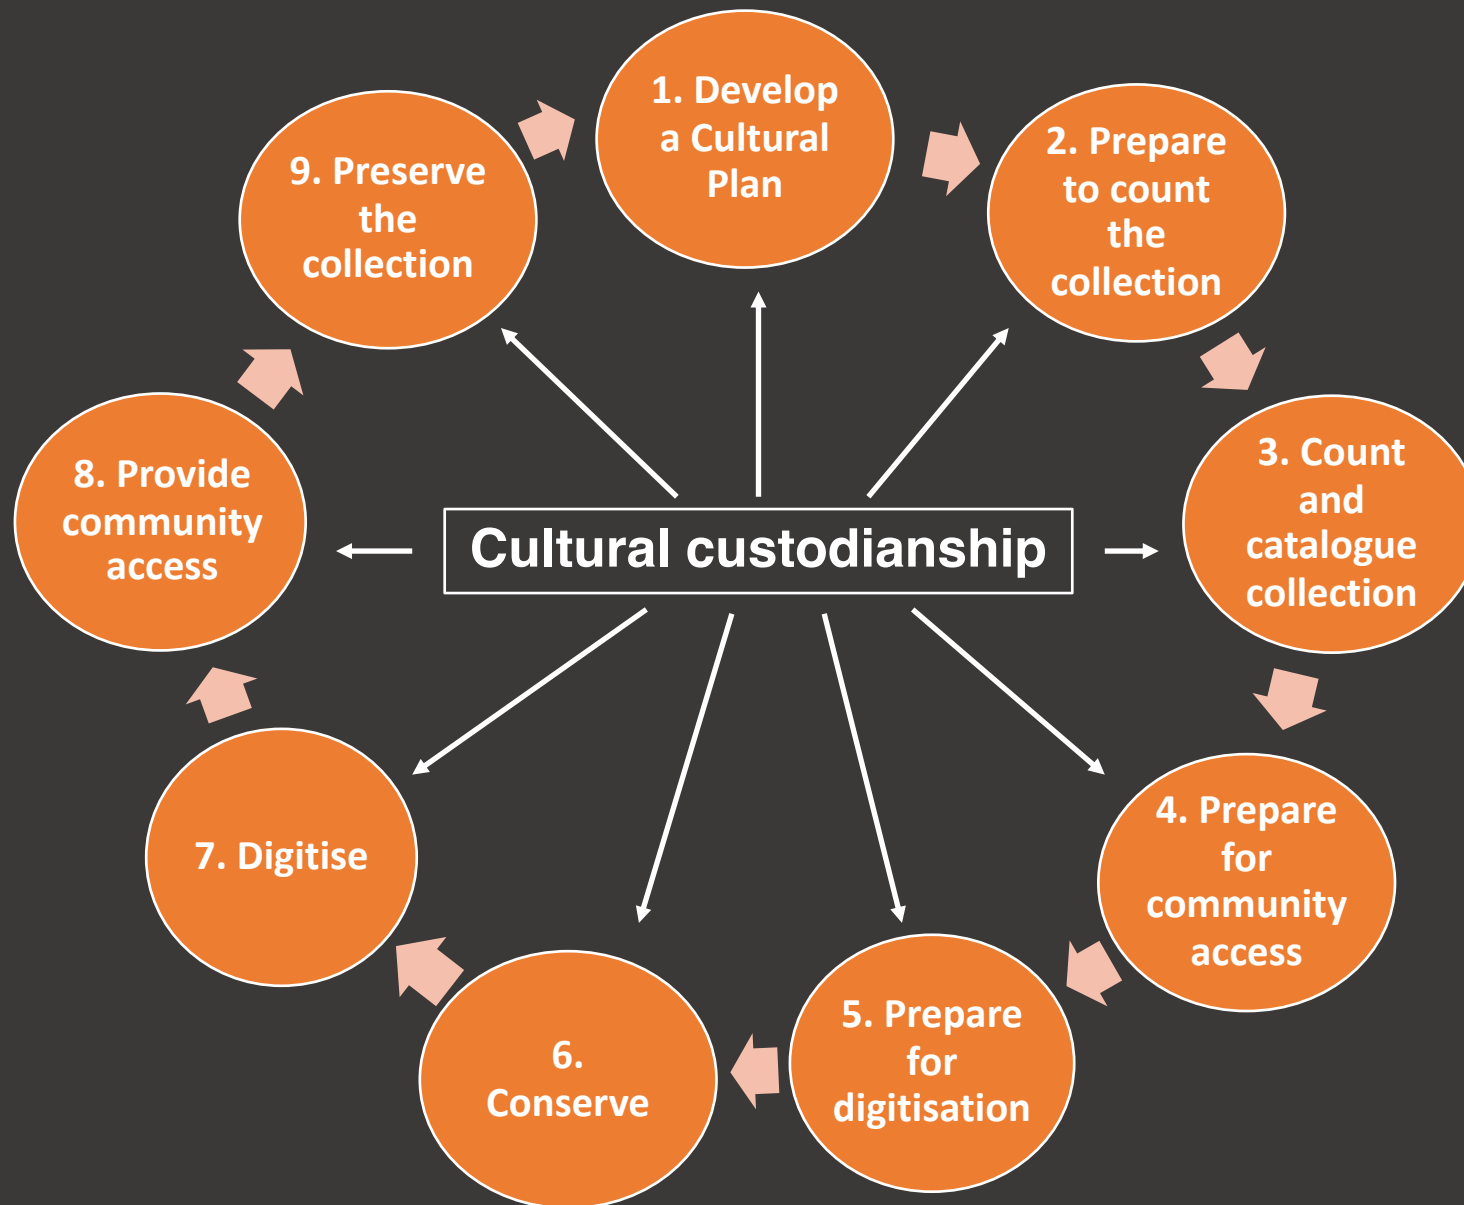 1. Develop
a Cultural
Plan
2. Prepare
to count
the
collection
3. Count
and
catalogue
collection
4. Prepare
for
community
access
5. Prepare
for
digitisation
6.
Conserve
7. Digitise
8. Provide
community
access
9. Preserve
the
collection
Cultural custodianship